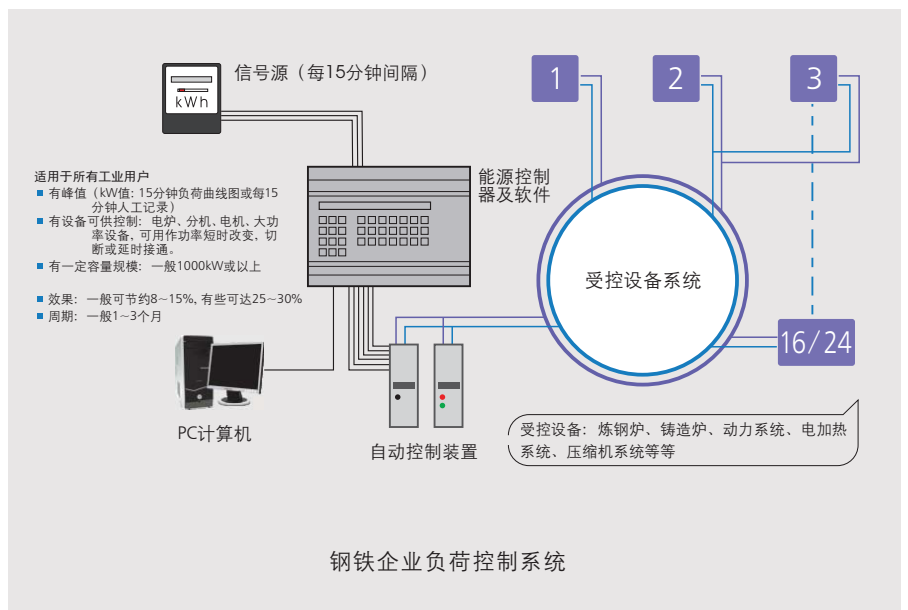 信号源（每15分钟间隔）
kWh
1
2
3
适用于所有工业用户
有峰值（kW值: 15分钟负荷曲线图或每15
分钟人工记录）
有设备可供控制: 电炉、分机、电机、大功
率设备, 可用作功率短时改变, 切
断或延时接通。
有一定容量规模: 一般1000kW或以上
效果: 一般可节约8~15%, 有些可达25~30%
周期: 一般1~3个月
能源控制
器及软件
受控设备系统
16/24
PC计算机
自动控制装置
受控设备: 炼钢炉、铸造炉、动力系统、电加热
系统、压缩机系统等等
钢铁企业负荷控制系统